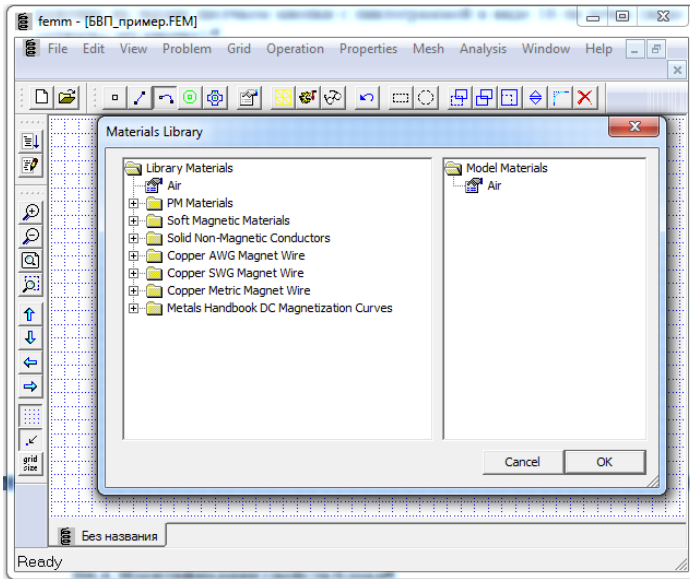 femm - [БВП_пример.FEM]
File Edit View Problem Grid Operation Properties Mesh Analysis Window Help
Materials Library
Library Materials
Air
PM Materials
Soft Magnetic Materials
Solid Non-Magnetic Conductors
Copper AWG Magnet Wire
Copper SWG Magnet Wire
Copper Metric Magnet Wire
Metals Handbook DC Magnetization Curves
Model Materials
Air
grid
size
Cancel OK
Без названия
Ready